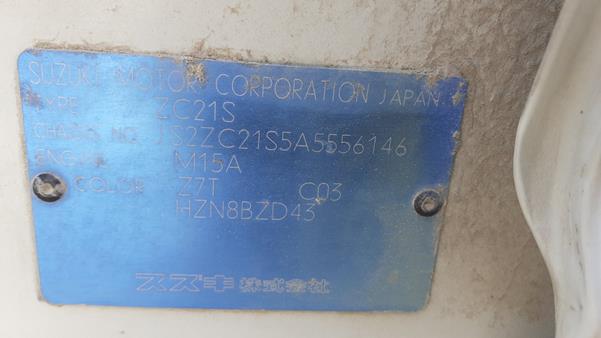 SUZUKI MOTOR CORPORATION JAPAN
TYPE ZC21S
CHASS. NO. JS2ZC21S5A5556146
ENGINE M15A
COLOR Z7T C03
HZN8BZD43
スズキ株式会社